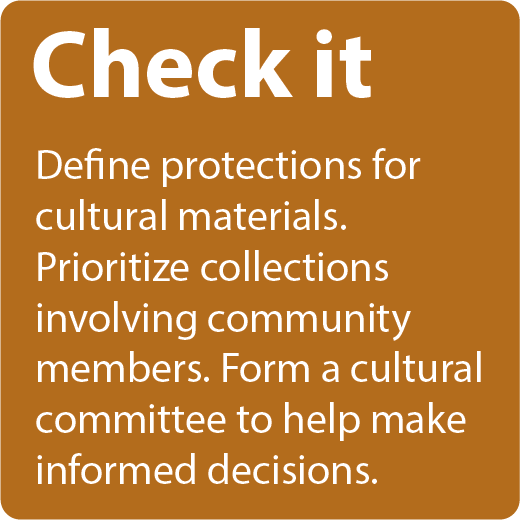 Check it
Define protections for
cultural materials.
Prioritize collections
involving community
members. Form a cultural
committee to help make
informed decisions.